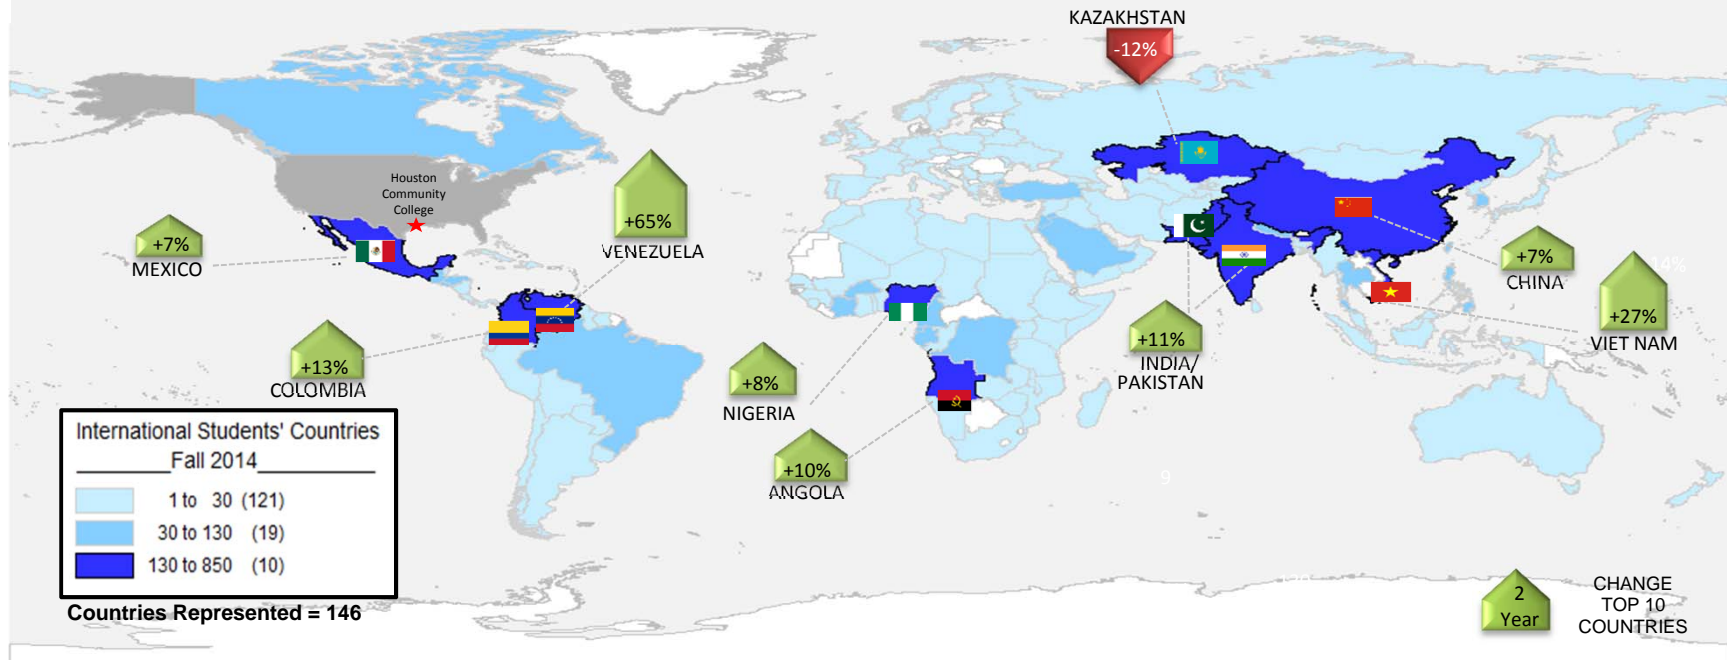 KAZAKHSTAN
-12%
Houston
Community
College
+65%
VENEZUELA
+7%
MEXICO
+7%
CHINA
14%
+27%
VIET NAM
+13%
COLOMBIA
+8%
NIGERIA
+11%
INDIA/
PAKISTAN
+10%
ANGOLA
9
International Students' Countries
Fall 2014
1 to 30 (121)
30 to 130 (19)
130 to 850 (10)
Countries Represented = 146
2
Year
CHANGE
TOP 10
COUNTRIES